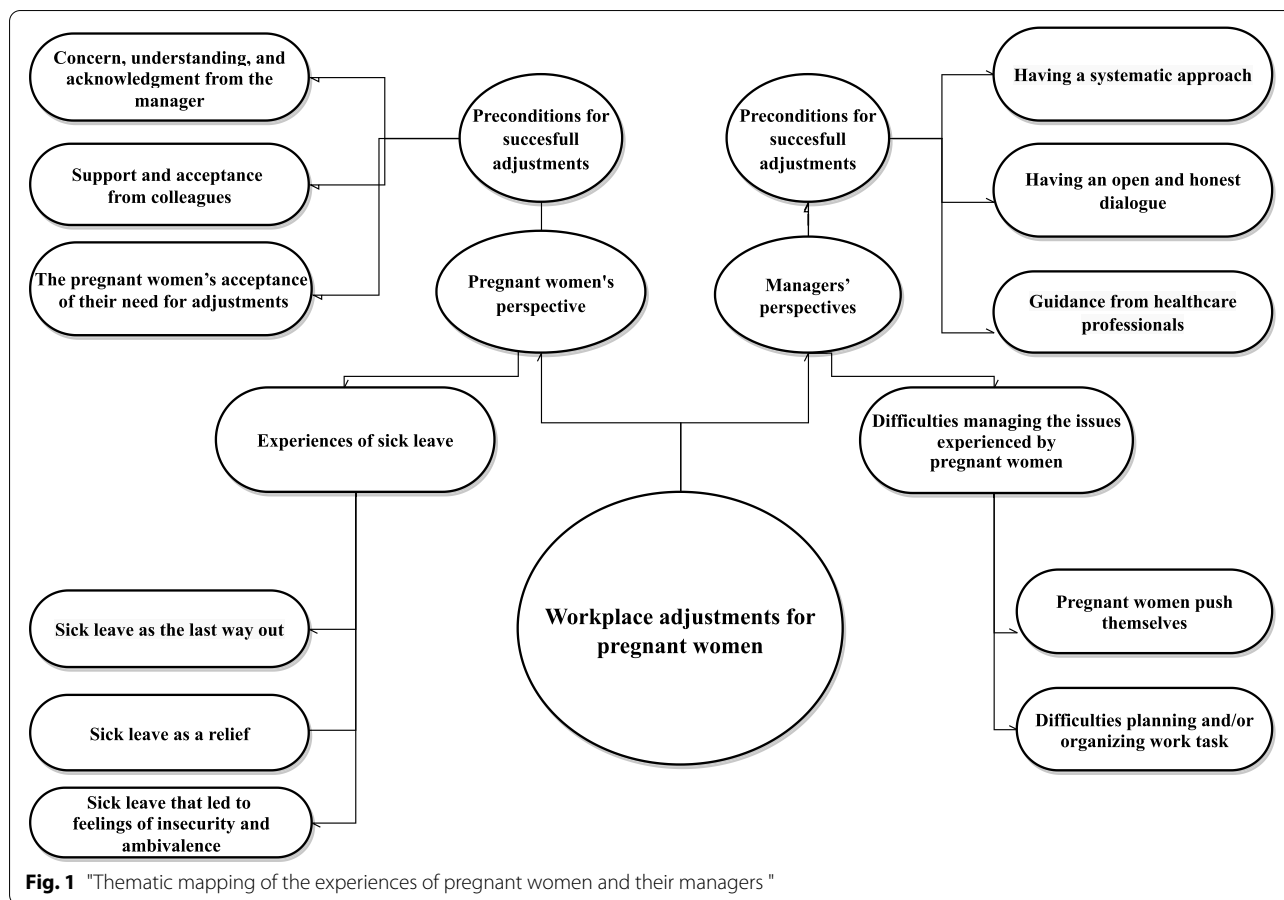 Concern, understanding, and
acknowledgment from the
manager
Support and acceptance
from colleagues
The pregnant women's acceptance
of their need for adjustments
Preconditions for
succesfull
adjustments
Pregnant women's
perspective
Preconditions for
succesfull
adjustments
Managers'
perspectives
Having a systematic approach
Having an open and honest
dialogue
Guidance from healthcare
professionals
Experiences of sick leave
Difficulties managing the issues
experienced by
pregnant women
Sick leave as the last way out
Sick leave as a relief
Sick leave that led to
feelings of insecurity and
ambivalence
Workplace adjustments for
pregnant women
Pregnant women push
themselves
Difficulties planning and/or
organizing work task
Fig. 1 "Thematic mapping of the experiences of pregnant women and their managers "